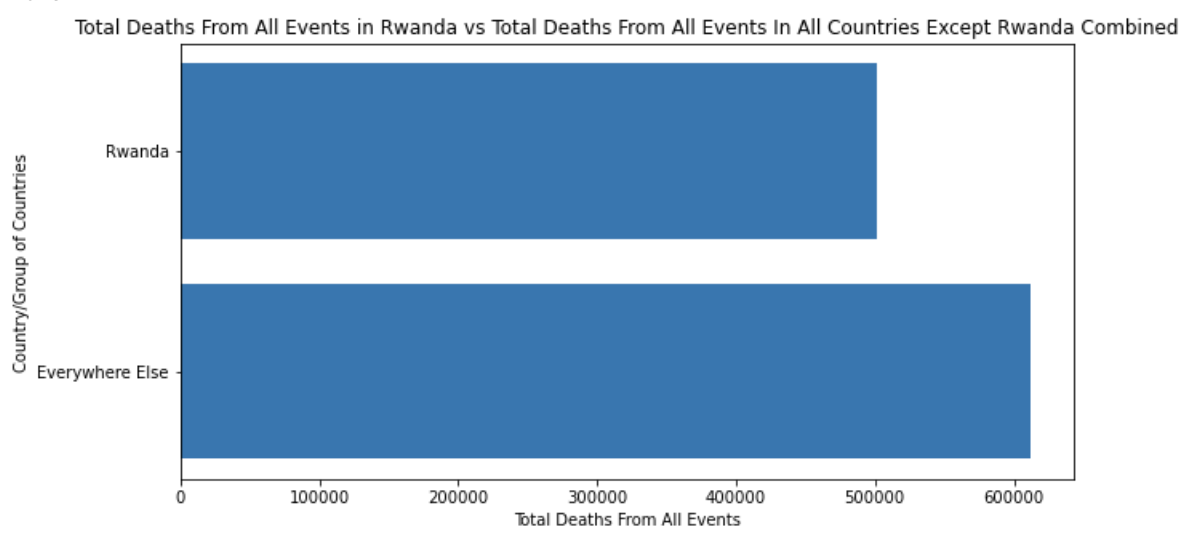 Total Deaths From All Events in Rwanda vs Total Deaths From All Events In All Countries Except Rwanda Combined
Country/Group of Countries
Rwanda
Everywhere Else
0 100000 200000 300000 400000 500000 600000
Total Deaths From All Events